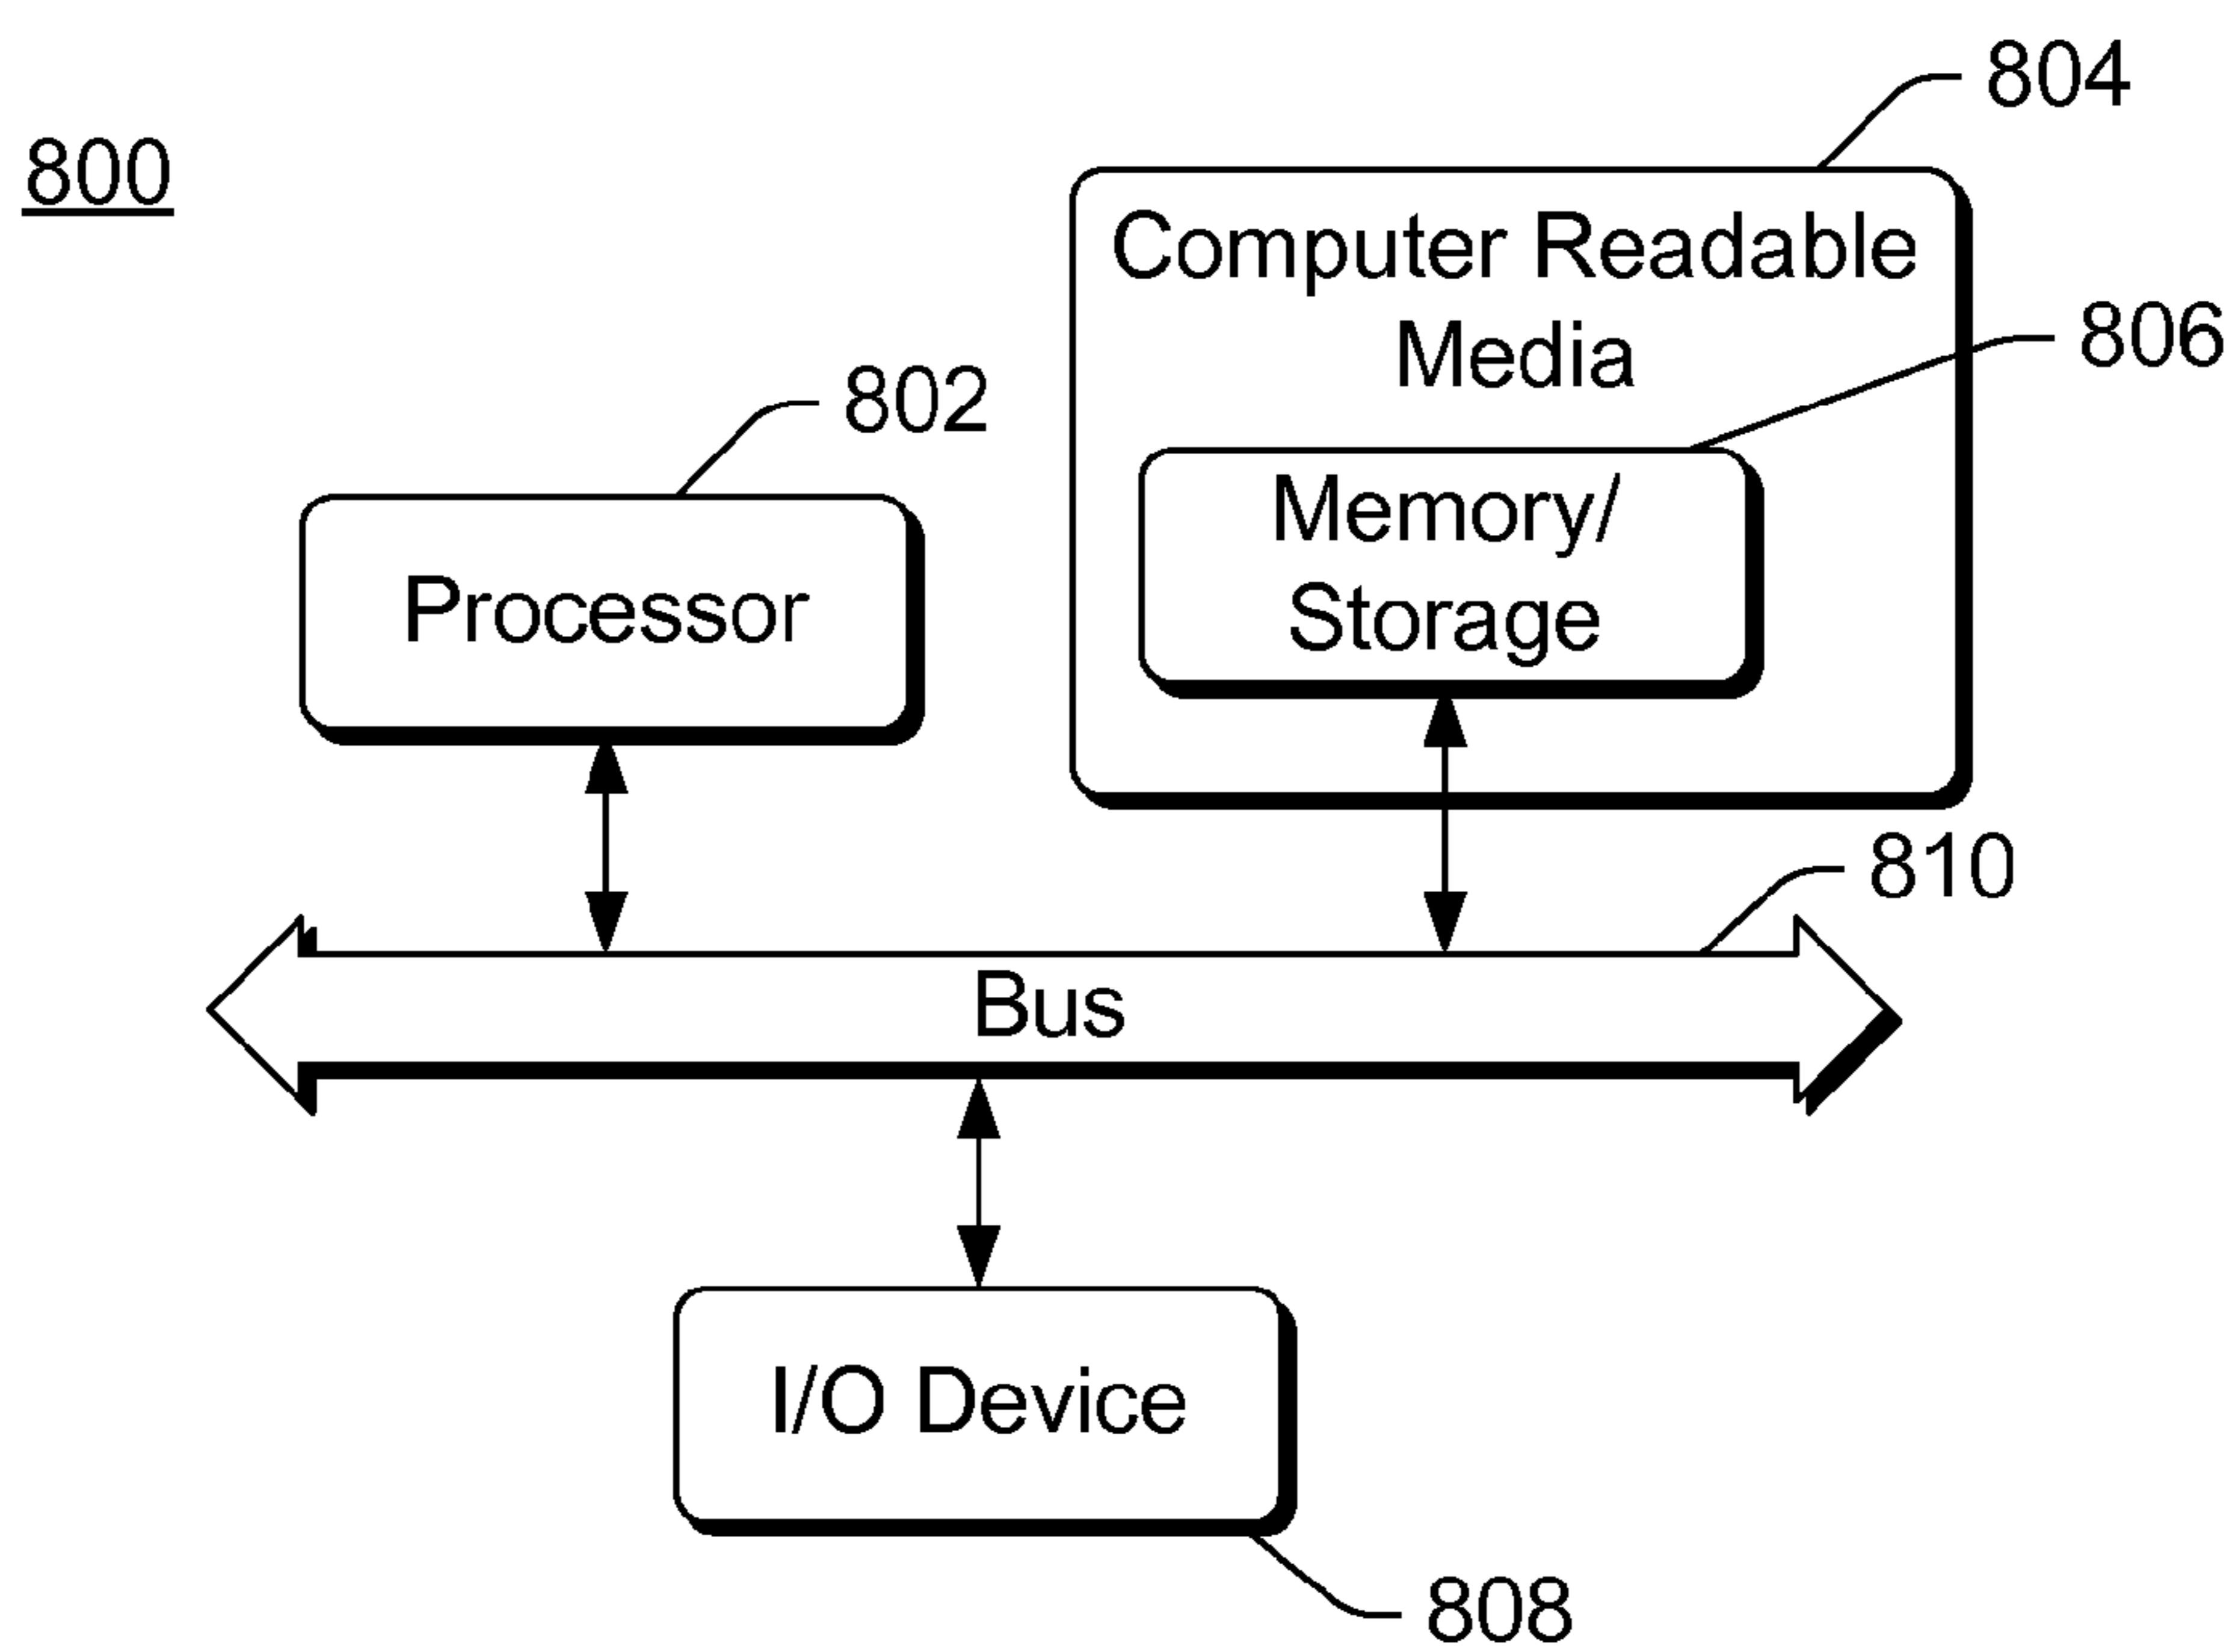 804
800
Computer Readable
Media
806
802
Memory/
Storage
Processor
810
Bus
I/O Device
808